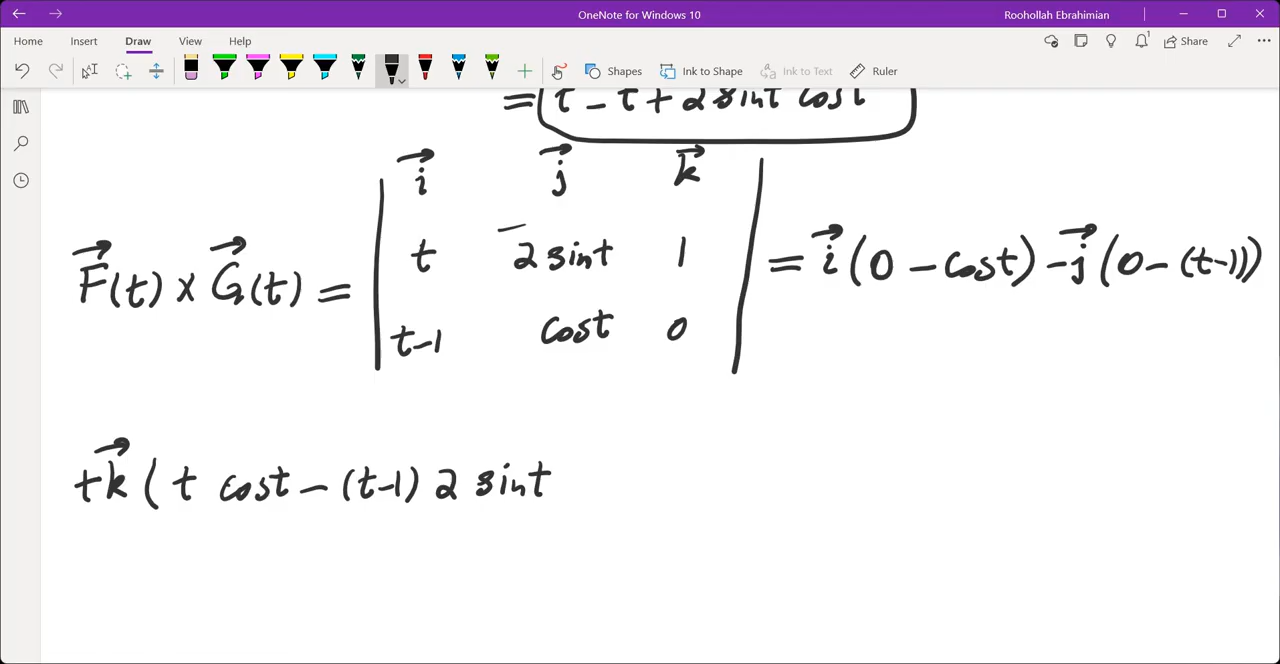 OneNote for Windows 10
Roohollah Ebrahimian
Home Insert Draw View Help
Share
Shapes Ink to Shape Ink to Text Ruler
= t - t + 2 sint cost
F⃗(t) × G⃗(t) = | i⃗ j⃗ k⃗ |
| t 2 sint 1 | = i⃗ (0 - cost) - j⃗ (0 - (t-1))
| t-1 cost 0 |
+k⃗ ( t cost - (t-1) 2 sint